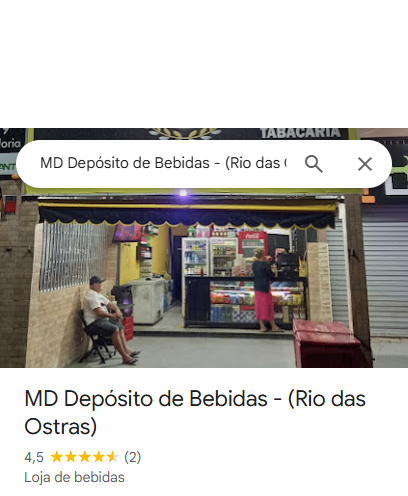 TABACARIA
oria
MD Depósito de Bebidas - (Rio das
MD Depósito de Bebidas - (Rio das
Ostras)
4,5 (2)
Loja de bebidas